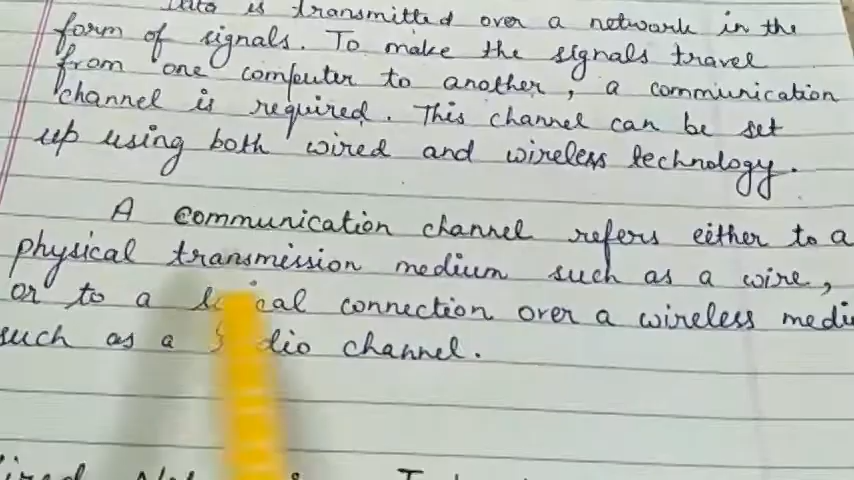 Data is transmitted over a network in the
form of signals. To make the signals travel
from one computer to another, a communication
channel is required. This channel can be set
up using both wired and wireless technology.
A communication channel refers either to a
physical transmission medium such as a wire,
or to a connection over a wireless
such as a channel.